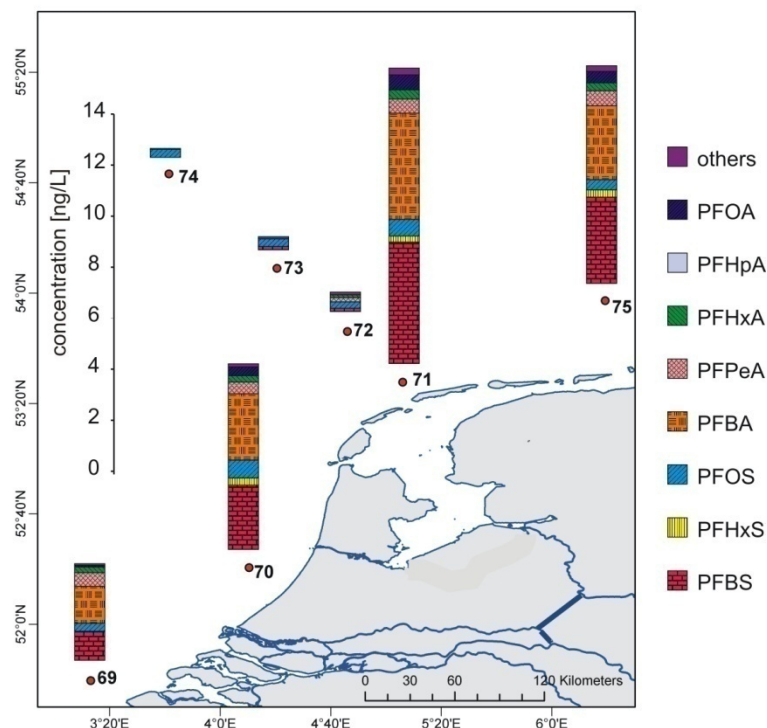 55°20'N
54°40'N
54°0'N
53°20'N
52°40'N
52°0'N
concentration [ng/L]
14
12
10
8
6
4
2
0
74
73
72
71
75
70
69
others
PFOA
PFHpA
PFHxA
PFPeA
PFBA
PFOS
PFHxS
PFBS
0 30 60 120 Kilometers
3°20'E 4°0'E 4°40'E 5°20'E 6°0'E